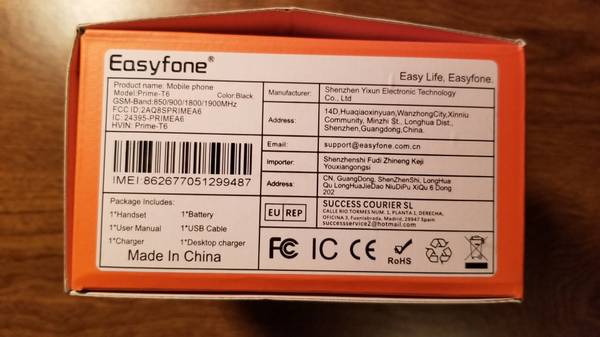 Easyfone®
Easy Life, Easyfone.
Product name: Mobile phone
Model:Prime-T6 Color:Black
GSM-Band:850/900/1800/1900MHz
FCC ID:2AQ8SPRIMEA6
IC: 24395-PRIMEA6
HVIN: Prime-T6
IMEI 862677051299487
Package Includes:
1*Handset 1*Battery
1*User Manual 1*USB Cable
1*Charger 1*Desktop charger
Made In China
Manufacturer: Shenzhen Yixun Electronic Technology
Co., Ltd
Address: 14D,Huaqiaoxinyuan,WanzhongCity,Xinniu
Community, Minzhi St., Longhua Dist.,
Shenzhen,Guangdong,China.
Email: support@easyfone.com.cn
Importer: Shenzhenshi Fudi Zhineng Keji
Youxiangongsi
Address: CN, GuangDong, ShenZhenShi, LongHua
Qu LongHuaJieDao NiuDiPu XiQu 6 Dong
202
EU REP SUCCESS COURIER SL
CALLE RIO TORMES NUM. 1, PLANTA 1, DERECHA,
OFICINA 3, Fuenlabrada, Madrid, 28947 Spain
successservice2@hotmail.com
FC IC CE RoHS